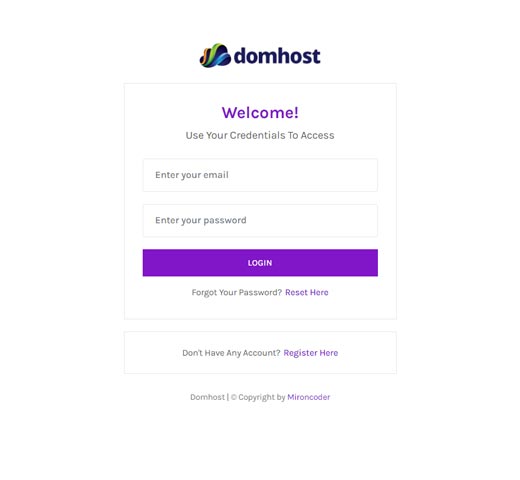 domhost
Welcome!
Use Your Credentials To Access
Enter your email
Enter your password
LOGIN
Forgot Your Password? Reset Here
Don't Have Any Account? Register Here
Domhost | © Copyright by Mironcoder